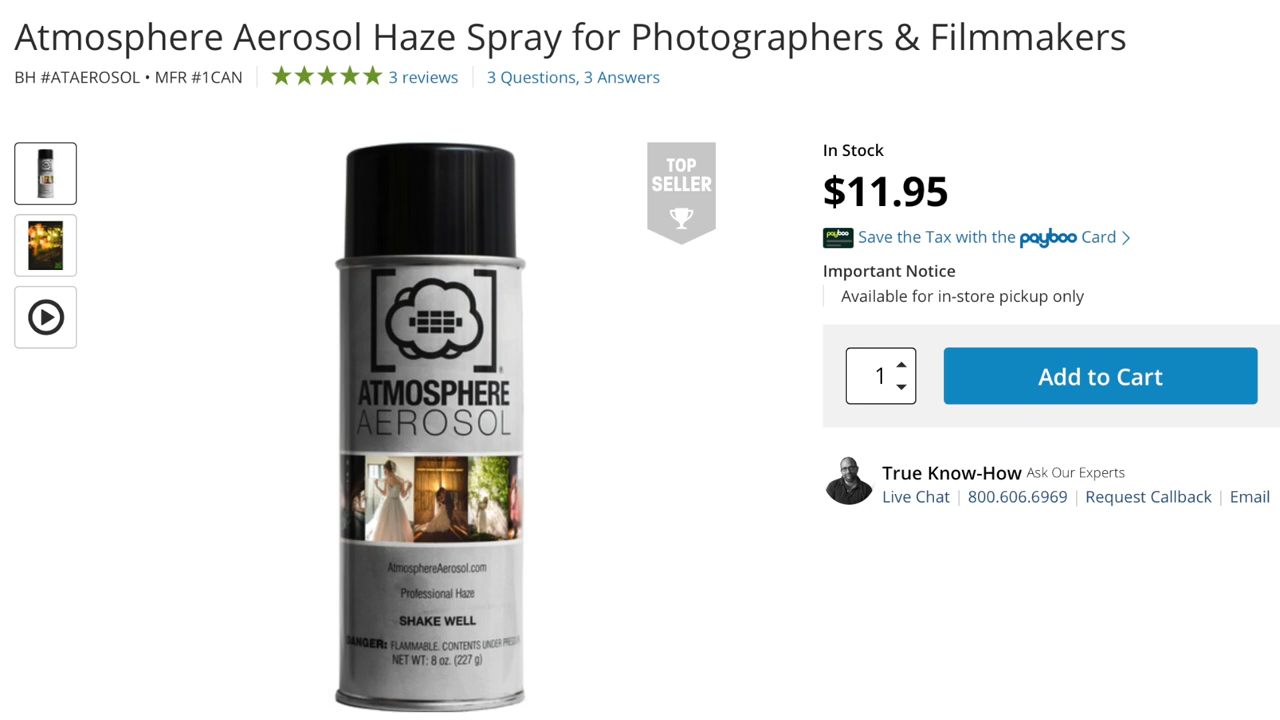 Atmosphere Aerosol Haze Spray for Photographers & Filmmakers
BH #ATAEROSOL • MFR #1CAN
3 reviews
3 Questions, 3 Answers
TOP
SELLER
In Stock
$11.95
payboo
Save the Tax with the payboo Card
Important Notice
Available for in-store pickup only
1
Add to Cart
True Know-How Ask Our Experts
Live Chat | 800.606.6969 | Request Callback | Email
ATMOSPHERE
AEROSOL
AtmosphereAerosol.com
Professional Haze
SHAKE WELL
DANGER: FLAMMABLE. CONTENTS UNDER
NET WT: 8 oz. (227 g)